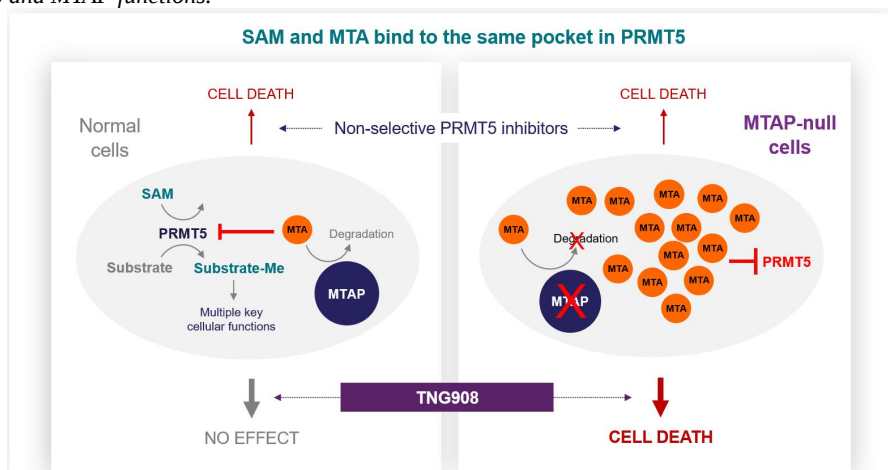 and MTAP functions.
SAM and MTA bind to the same pocket in PRMT5
CELL DEATH
CELL DEATH
Non-selective PRMT5 inhibitors
Normal
cells
MTAP-null
cells
SAM
PRMT5
MTA
Degradation
Substrate
Substrate-Me
MTAP
Multiple key
cellular functions
MTA
Degradation
MTAP
MTA
MTA
MTA
MTA
MTA
MTA
MTA
MTA
MTA
MTA
MTA
MTA
MTA
PRMT5
TNG908
NO EFFECT
CELL DEATH